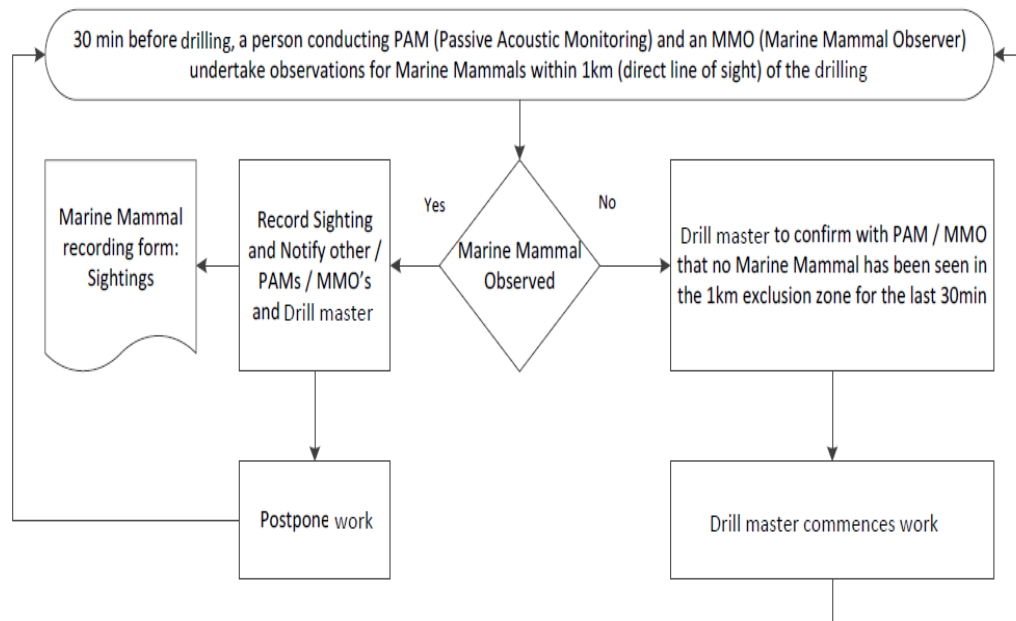 30 min before drilling, a person conducting PAM (Passive Acoustic Monitoring) and an MMO (Marine Mammal Observer)
undertake observations for Marine Mammals within 1km (direct line of sight) of the drilling
Marine Mammal
recording form:
Sightings
Record Sighting
and Notify other /
PAMs / MMO's
and Drill master
Yes
Marine Mammal
Observed
No
Drill master to confirm with PAM / MMO
that no Marine Mammal has been seen in
the 1km exclusion zone for the last 30min
Postpone work
Drill master commences work